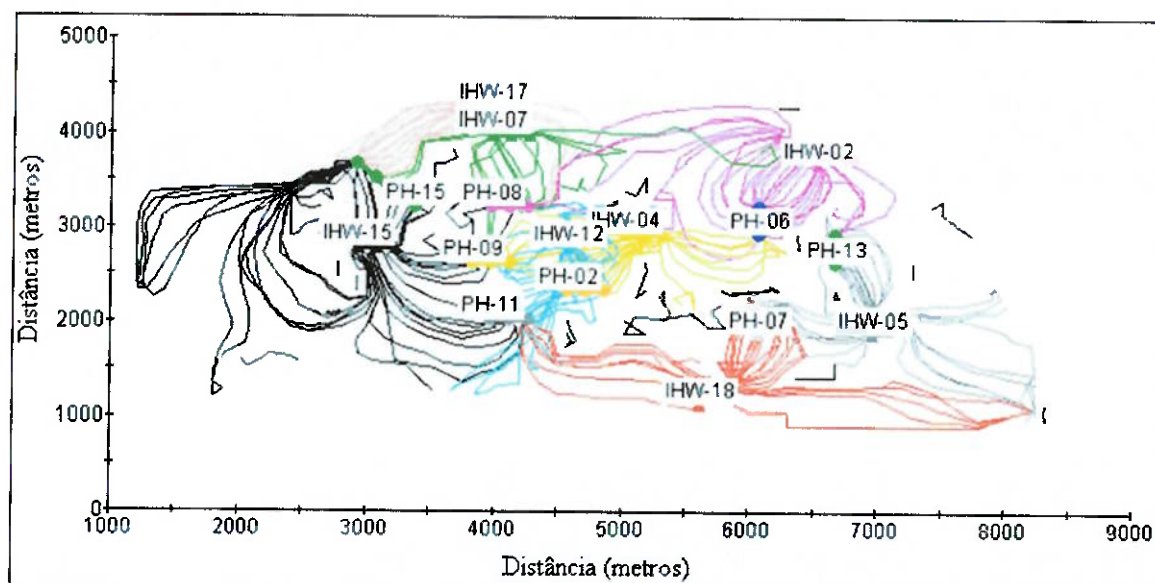 5000
4000
3000
2000
1000
0
Distância (metros)
IHW-17
IHW-07
IHW-02
PH-15
PH-08
IHW-15
IHW-12
IHW-04
PH-06
PH-09
PH-13
PH-02
PH-11
PH-07
IHW-05
IHW-18
1000 2000 3000 4000 5000 6000 7000 8000 9000
Distância (metros)